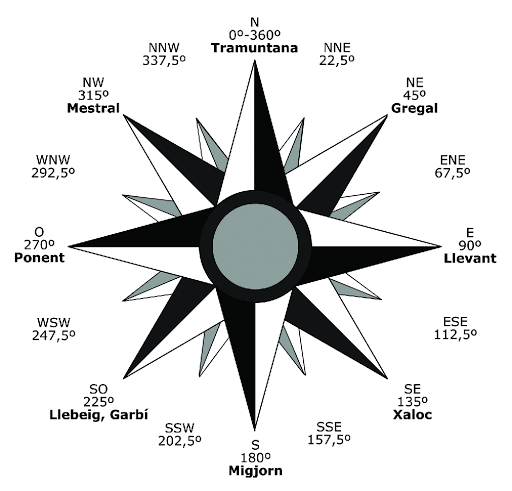 N
0º-360º
Tramuntana
NNW
337,5º
NNE
22,5º
NW
315º
Mestral
NE
45º
Gregal
WNW
292,5º
ENE
67,5º
O
270º
Ponent
E
90º
Llevant
WSW
247,5º
ESE
112,5º
SO
225º
Llebeig, Garbí
SE
135º
Xaloc
SSW
202,5º
SSE
157,5º
S
180º
Migjorn